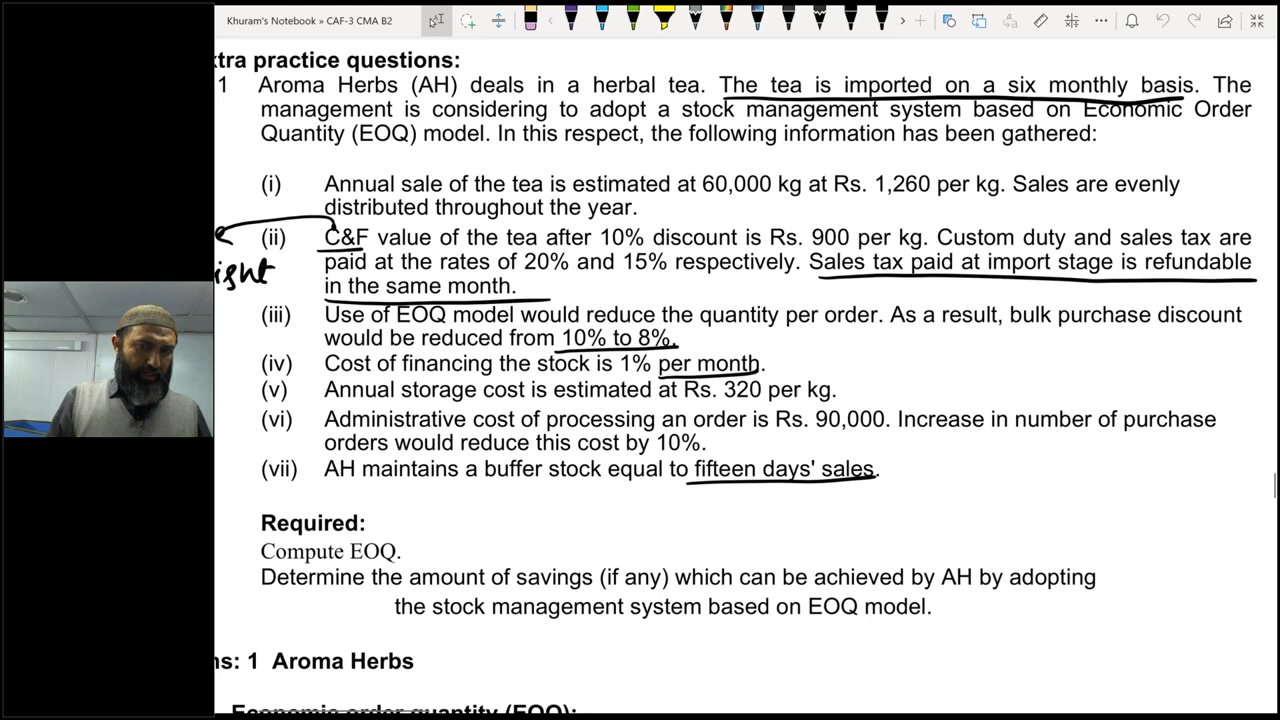 Khuram's Notebook » CAF-3 CMA B2
xtra practice questions:
1 Aroma Herbs (AH) deals in a herbal tea. The tea is imported on a six monthly basis. The
management is considering to adopt a stock management system based on Economic Order
Quantity (EOQ) model. In this respect, the following information has been gathered:
(i) Annual sale of the tea is estimated at 60,000 kg at Rs. 1,260 per kg. Sales are evenly
distributed throughout the year.
(ii) C&F value of the tea after 10% discount is Rs. 900 per kg. Custom duty and sales tax are
paid at the rates of 20% and 15% respectively. Sales tax paid at import stage is refundable
ight
in the same month.
(iii) Use of EOQ model would reduce the quantity per order. As a result, bulk purchase discount
would be reduced from 10% to 8%.
(iv) Cost of financing the stock is 1% per month.
(v) Annual storage cost is estimated at Rs. 320 per kg.
(vi) Administrative cost of processing an order is Rs. 90,000. Increase in number of purchase
orders would reduce this cost by 10%.
(vii) AH maintains a buffer stock equal to fifteen days' sales.
Required:
Compute EOQ.
Determine the amount of savings (if any) which can be achieved by AH by adopting
the stock management system based on EOQ model.
ns: 1 Aroma Herbs
Economic order quantity (EOQ):